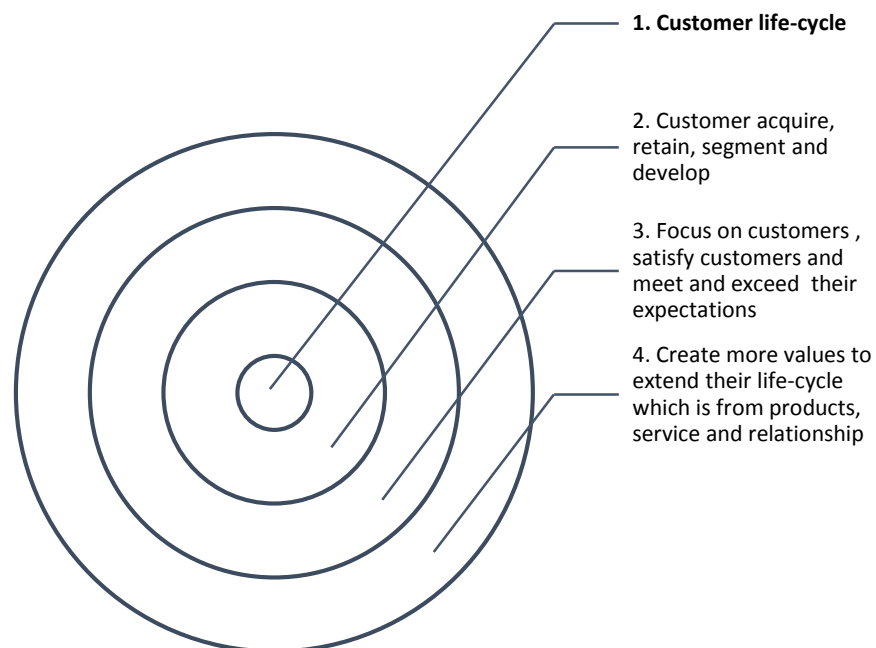 1. Customer life-cycle
2. Customer acquire,
retain, segment and
develop
3. Focus on customers ,
satisfy customers and
meet and exceed  their
expectations
4. Create more values to
extend their life-cycle
which is from products,
service and relationship